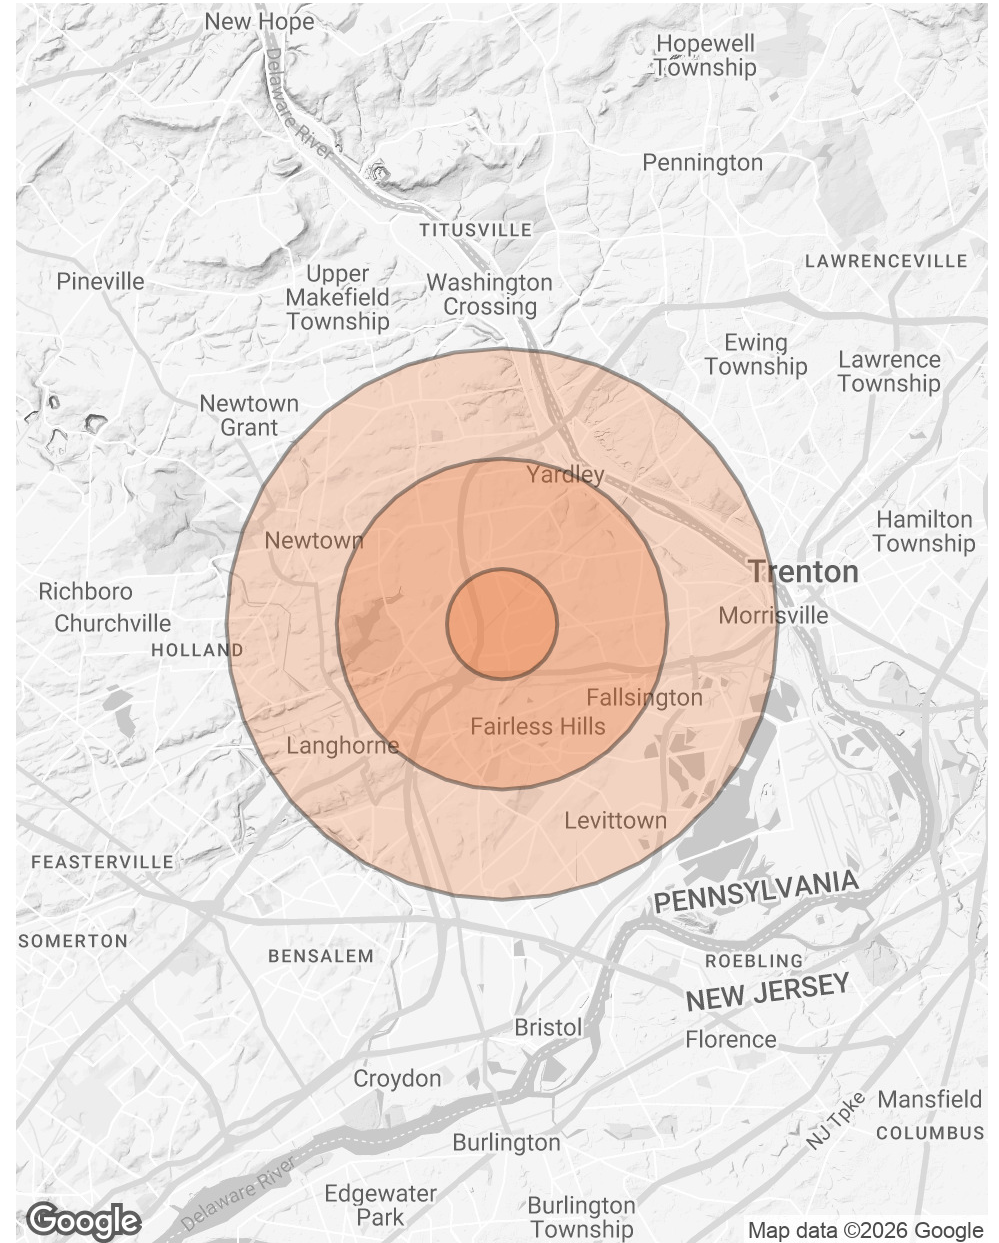 New Hope
Hopewell
Township
Delaware River
Pennington
TITUSVILLE
LAWRENCEVILLE
Pineville
Upper
Makefield
Township
Washington
Crossing
Ewing
Township
Lawrence
Township
Newtown
Grant
Yardley
Hamilton
Township
Newtown
Trenton
Richboro
Churchville
Morrisville
HOLLAND
Fallsington
Fairless Hills
Langhorne
Levittown
FEASTERVILLE
PENNSYLVANIA
SOMERTON
BENSALEM
ROEBLING
NEW JERSEY
Bristol
Florence
Croydon
Mansfield
NJ Tpke
COLUMBUS
Burlington
Delaware River
Edgewater
Park
Burlington
Township
Google
Map data ©2026 Google